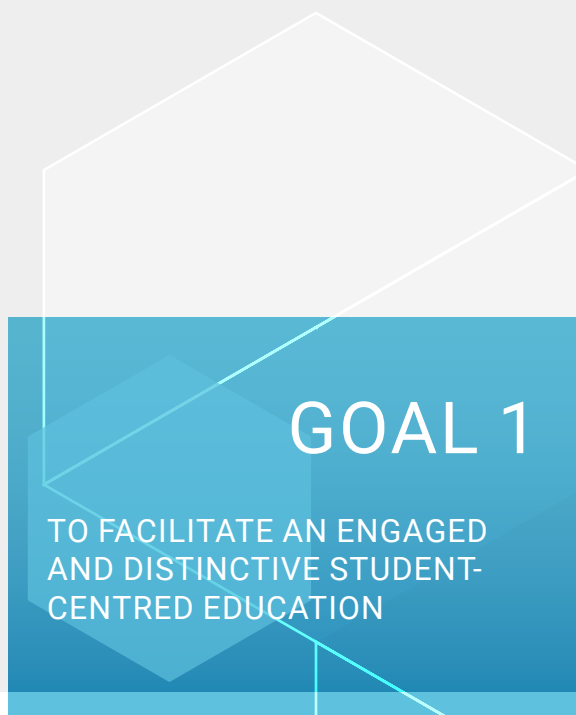 GOAL 1
TO FACILITATE AN ENGAGED
AND DISTINCTIVE STUDENT-
CENTRED EDUCATION